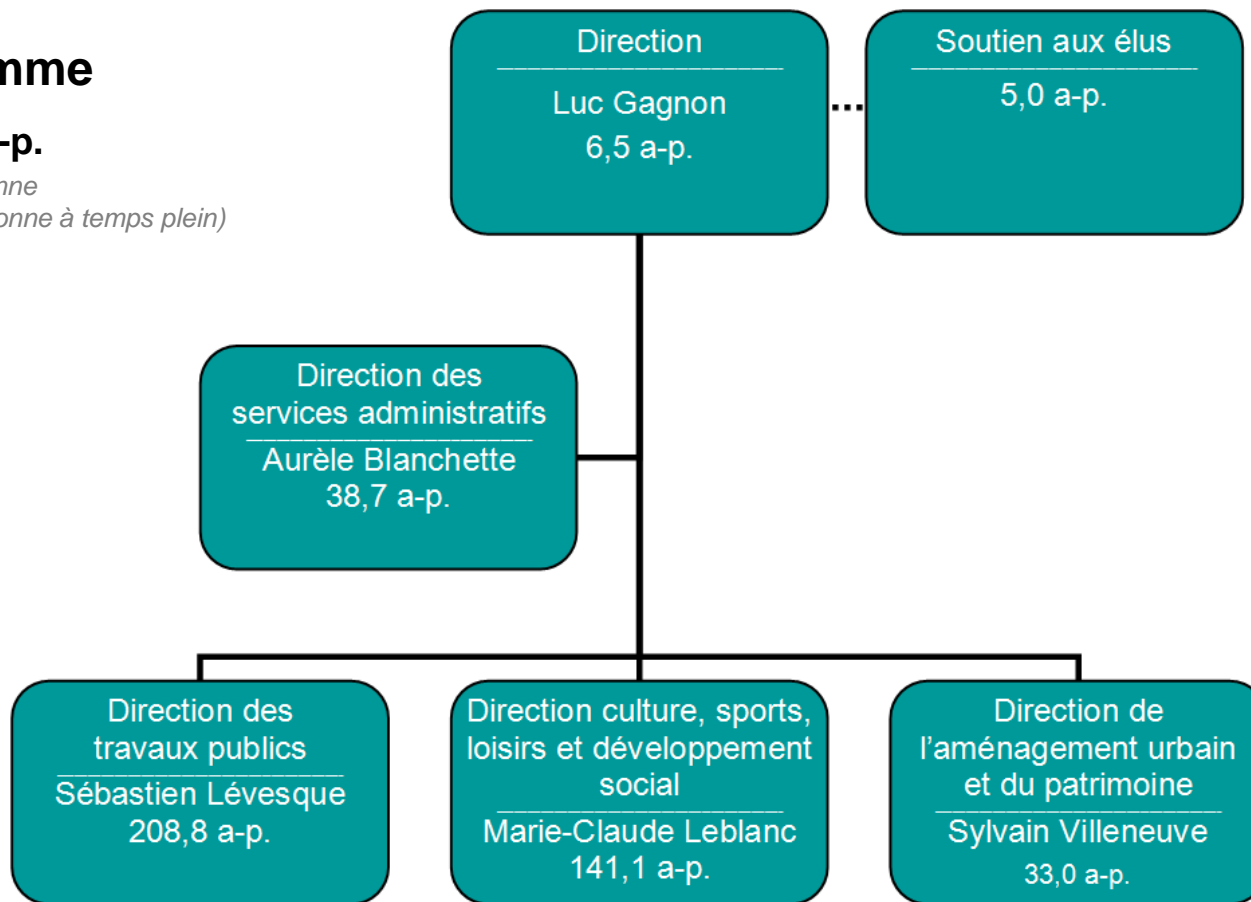 mme
-p.
nne
onne à temps plein)
Direction
Luc Gagnon
6,5 a-p.
Soutien aux élus
5,0 a-p.
Direction des
services administratifs
Aurèle Blanchette
38,7 a-p.
Direction des
travaux publics
Sébastien Lévesque
208,8 a-p.
Direction culture, sports,
loisirs et développement
social
Marie-Claude Leblanc
141,1 a-p.
Direction de
l'aménagement urbain
et du patrimoine
Sylvain Villeneuve
33,0 a-p.